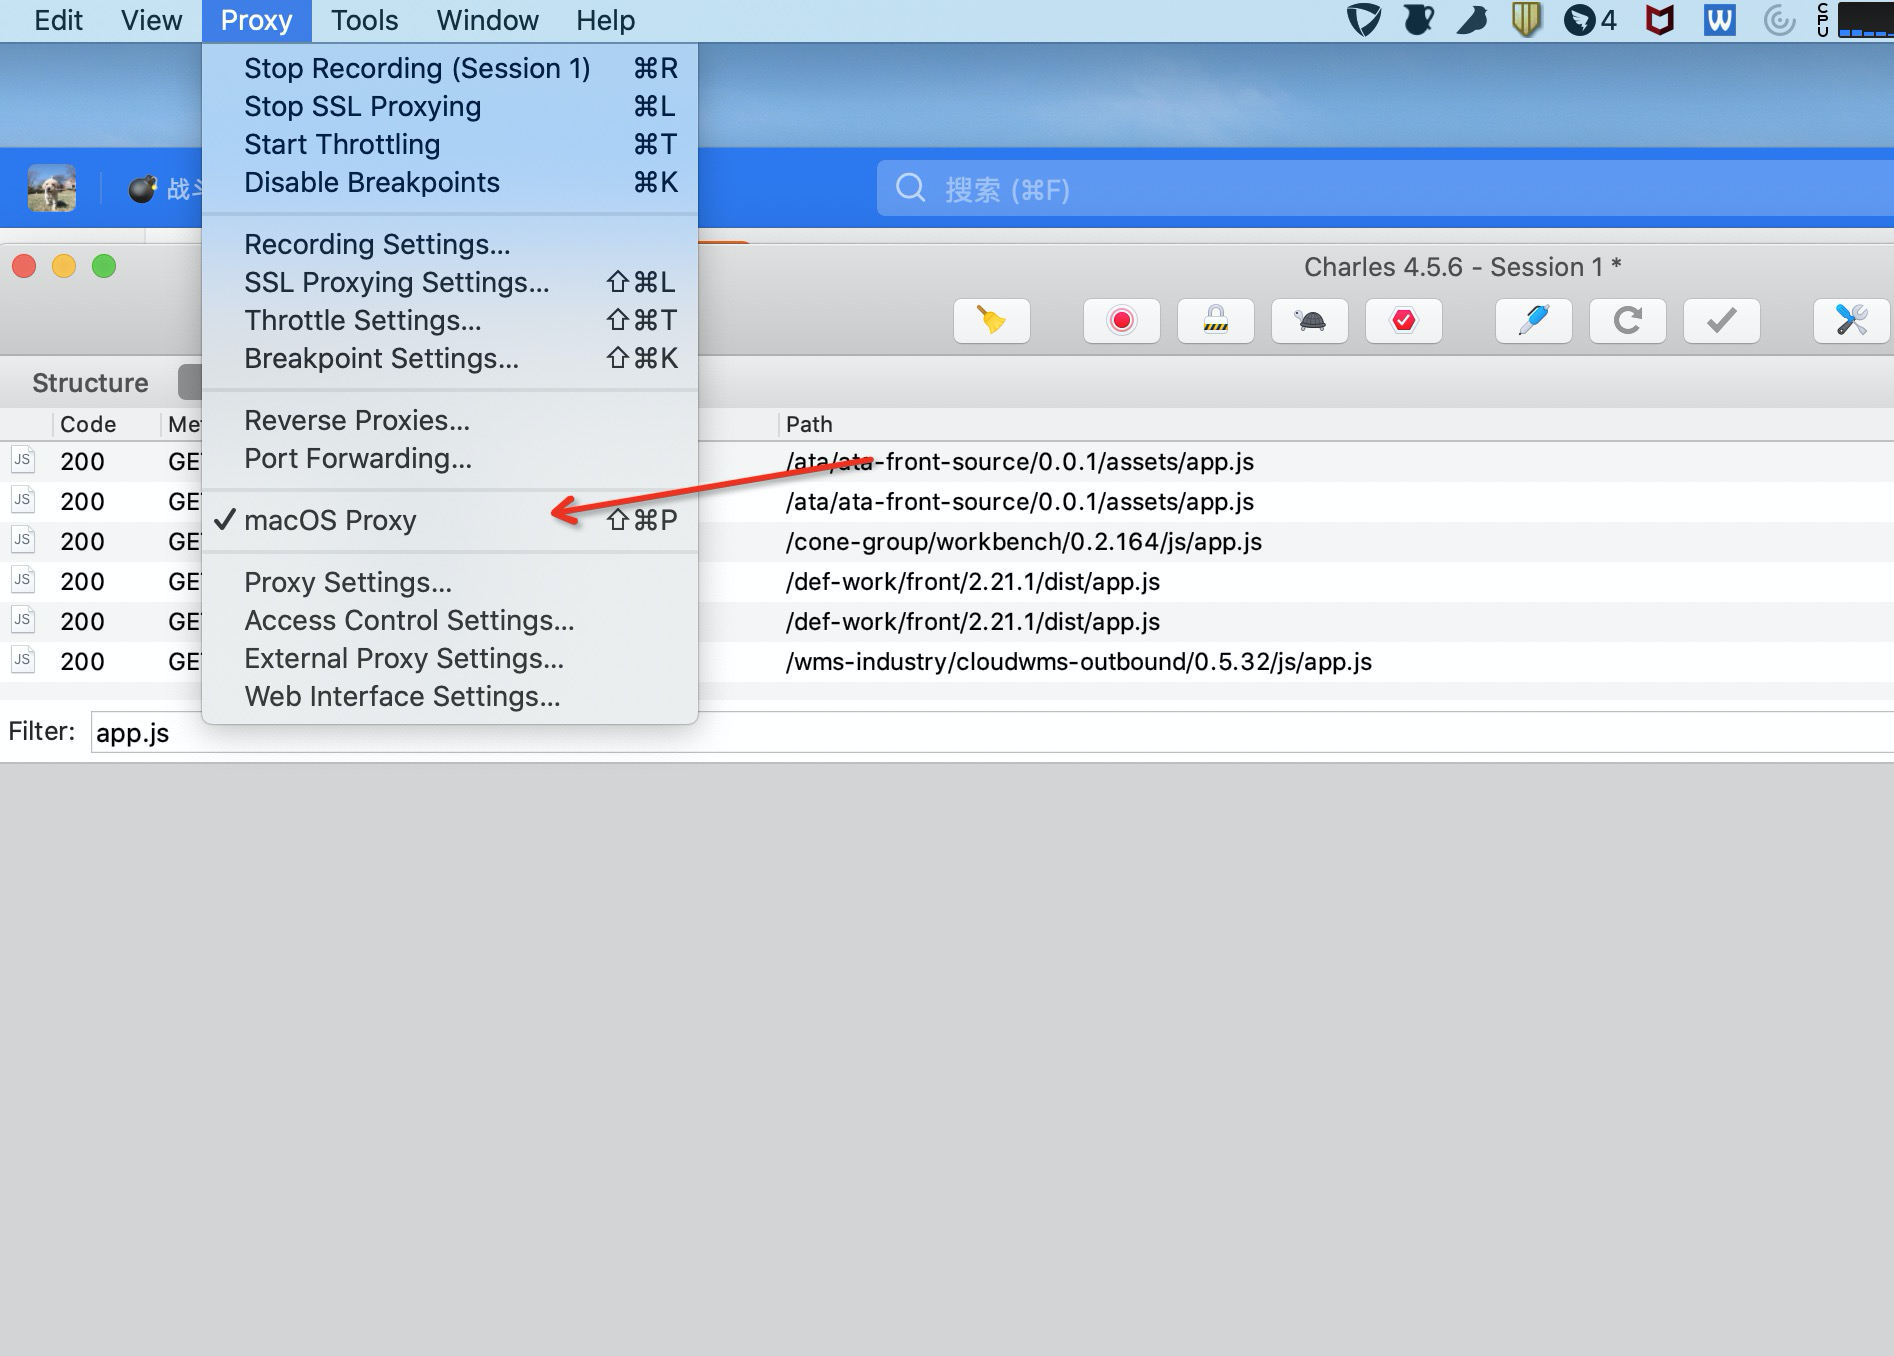 Edit View Proxy Tools Window Help 4 W CPU
Stop Recording (Session 1) ⌘R
Stop SSL Proxying ⌘L
Start Throttling ⌘T
Disable Breakpoints ⌘K
战斗
搜索 (⌘F)
Recording Settings...
SSL Proxying Settings... ⇧⌘L
Throttle Settings... ⇧⌘T
Breakpoint Settings... ⇧⌘K
Reverse Proxies...
Port Forwarding...
✓ macOS Proxy ⇧⌘P
Proxy Settings...
Access Control Settings...
External Proxy Settings...
Web Interface Settings...
Charles 4.5.6 - Session 1 *
Structure
Code Me Path
JS 200 GE /ata/ata-front-source/0.0.1/assets/app.js
JS 200 GE /ata/ata-front-source/0.0.1/assets/app.js
JS 200 GE /cone-group/workbench/0.2.164/js/app.js
JS 200 GE /def-work/front/2.21.1/dist/app.js
JS 200 GE /def-work/front/2.21.1/dist/app.js
JS 200 GE /wms-industry/cloudwms-outbound/0.5.32/js/app.js
Filter: app.js